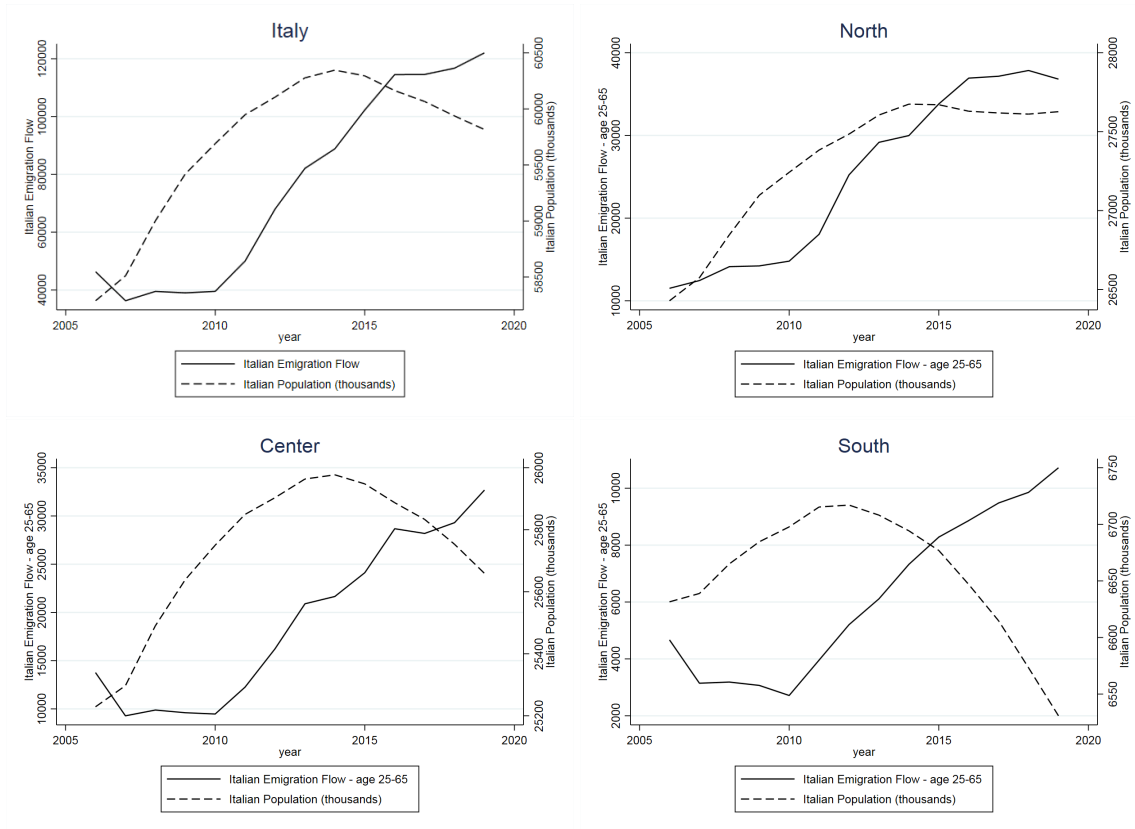 Italy
Italian Emigration Flow
40000 60000 80000 100000 120000
58500 59000 59500 60000 60500
Italian Population (thousands)
2005 2010 2015 2020
year
Italian Emigration Flow
Italian Population (thousands)
North
Italian Emigration Flow - age 25-65
10000 20000 30000 40000
26500 27000 27500 28000
Italian Population (thousands)
2005 2010 2015 2020
year
Italian Emigration Flow - age 25-65
Italian Population (thousands)
Center
Italian Emigration Flow - age 25-65
10000 15000 20000 25000 30000 35000
25200 25400 25600 25800 26000
Italian Population (thousands)
2005 2010 2015 2020
year
Italian Emigration Flow - age 25-65
Italian Population (thousands)
South
Italian Emigration Flow - age 25-65
2000 4000 6000 8000 10000
6550 6600 6650 6700 6750
Italian Population (thousands)
2005 2010 2015 2020
year
Italian Emigration Flow - age 25-65
Italian Population (thousands)